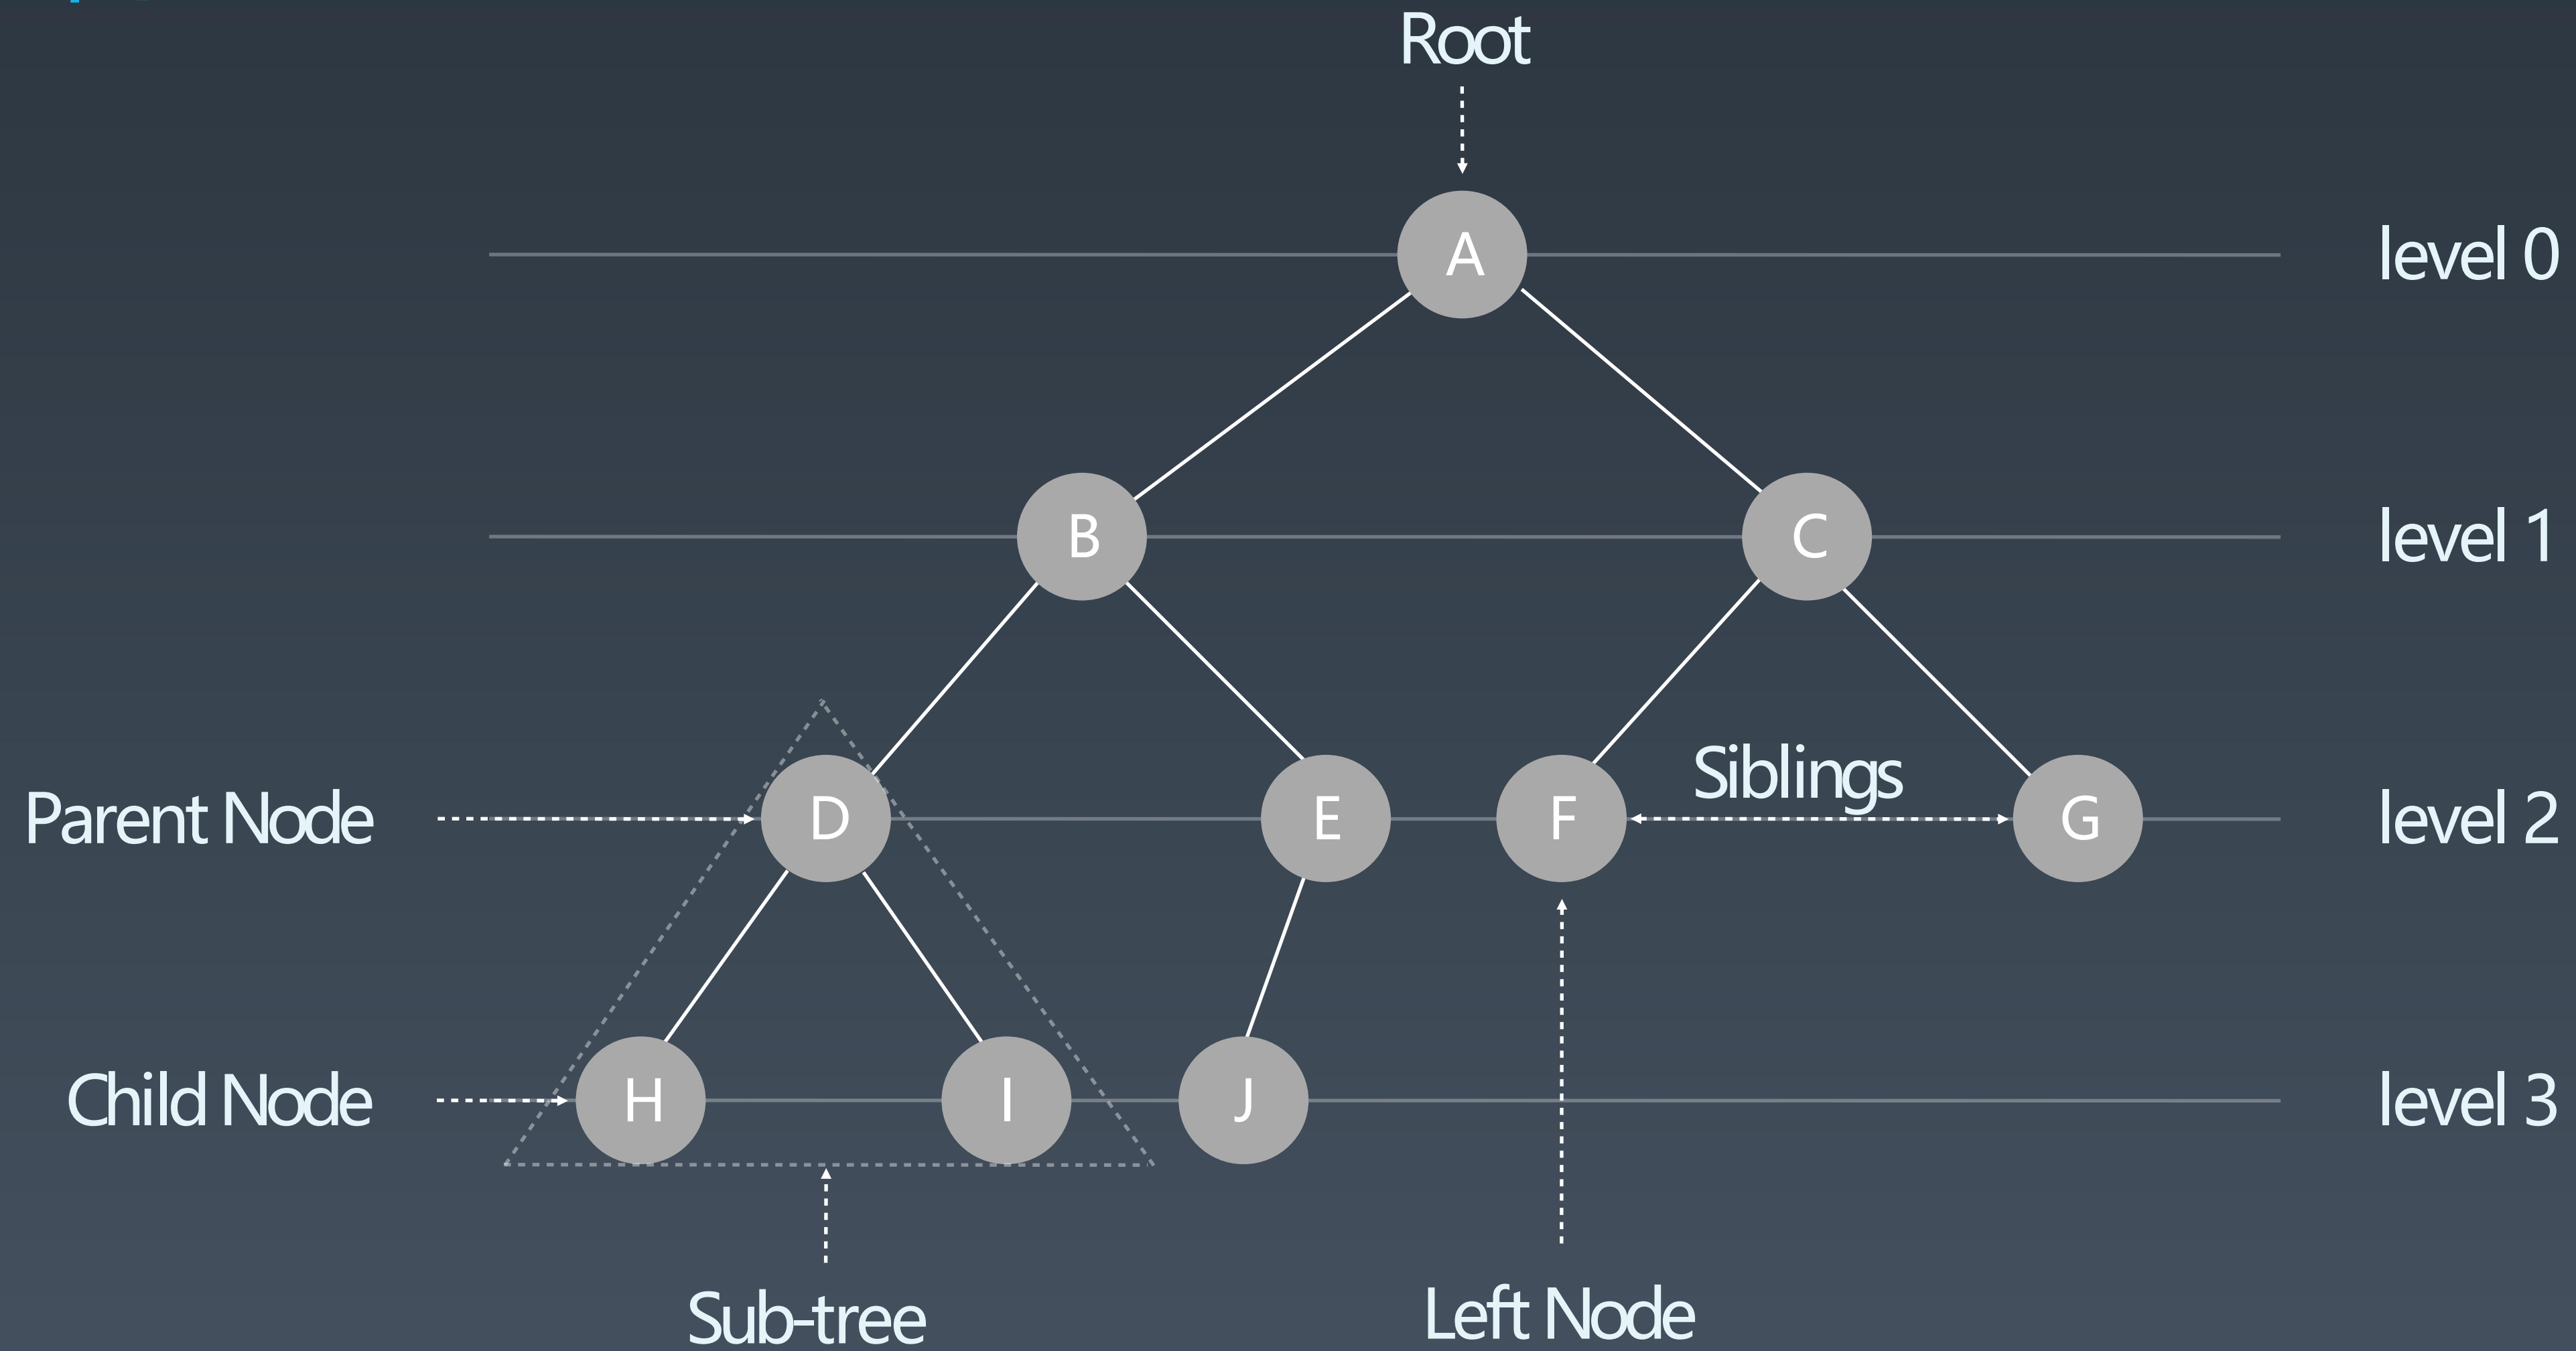 Root
A
level 0
B
C
level 1
Parent Node
D
E
F
Siblings
G
level 2
Child Node
H
I
J
level 3
Sub-tree
Left Node